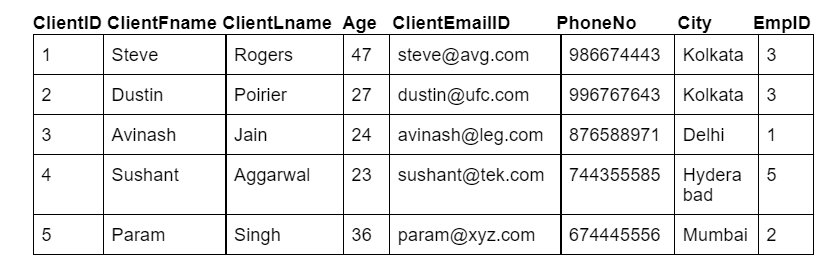 ClientID ClientFname ClientLname Age ClientEmailID PhoneNo City EmpID
1 Steve Rogers 47 steve@avg.com 986674443 Kolkata 3
2 Dustin Poirier 27 dustin@ufc.com 996767643 Kolkata 3
3 Avinash Jain 24 avinash@leg.com 876588971 Delhi 1
4 Sushant Aggarwal 23 sushant@tek.com 744355585 Hydera 5
bad
5 Param Singh 36 param@xyz.com 674445556 Mumbai 2